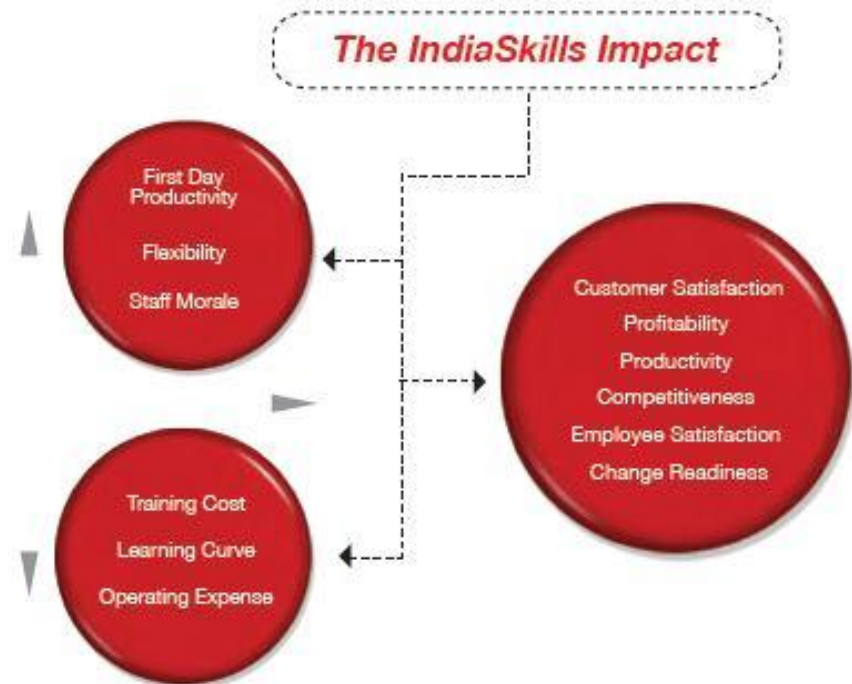 The IndiaSkills Impact
First Day
Productivity
Flexibility
Staff Morale
Customer Satisfaction
Profitability
Productivity
Competitiveness
Employee Satisfaction
Change Readiness
Training Cost
Learning Curve
Operating Expense